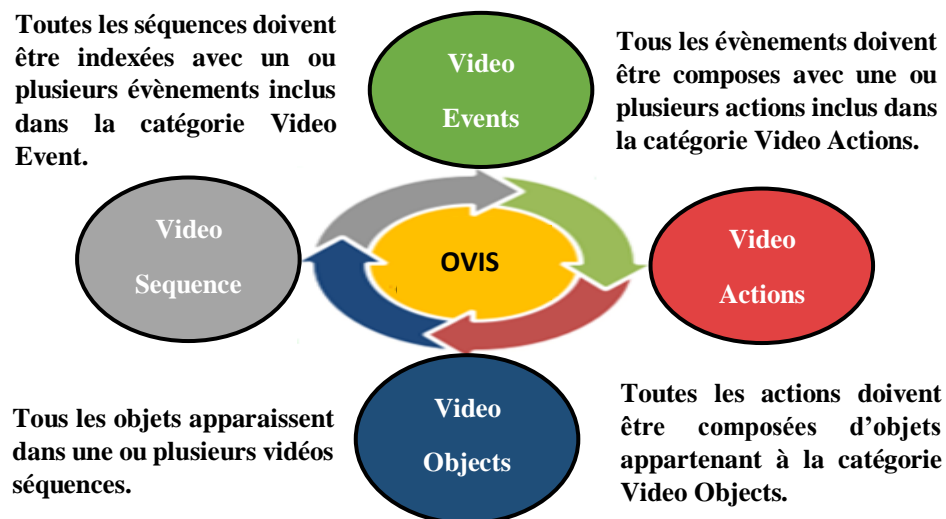 Toutes les séquences doivent
être indexées avec un ou
plusieurs évènements inclus
dans la catégorie Video
Event.
Video
Events
Tous les évènements doivent
être composes avec une ou
plusieurs actions inclus dans
la catégorie Video Actions.
Video
Sequence
OVIS
Video
Actions
Tous les objets apparaissent
dans une ou plusieurs vidéos
séquences.
Video
Objects
Toutes les actions doivent
être composées d’objets
appartenant à la catégorie
Video Objects.